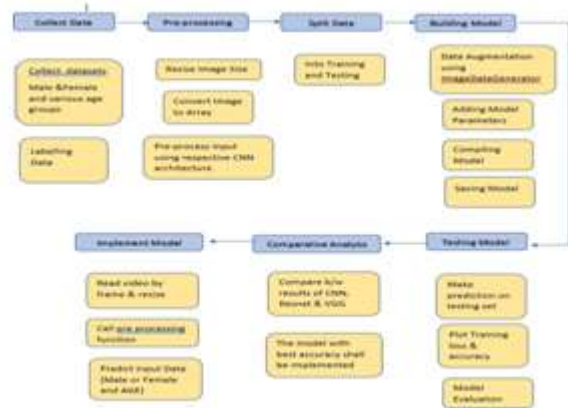 Collect Data
Pre-processing
Split Data
Building Model
Collect datasets
Male &Female
and various age
groups
Labelling
Data
Resize Image Size
Convert Image
to Array
Pre-process input
using respective CNN
architecture.
Into Training
and Testing
Data Augmentation
using
ImageDataGenerator
Adding Model
Parameters
Compiling
Model
Saving Model
Implement Model
Comparative Analysis
Testing Model
Read video by
frame & resize
Call pre processing
function
Predict Input Data
(Male or Female
and AGE)
Compare b/w
results of CNN,
Resnet & VGG
The model with
best accuracy shall
be implemented
Make
prediction on
testing set
Plot Training
loss &
accuracy
Model
Evaluation